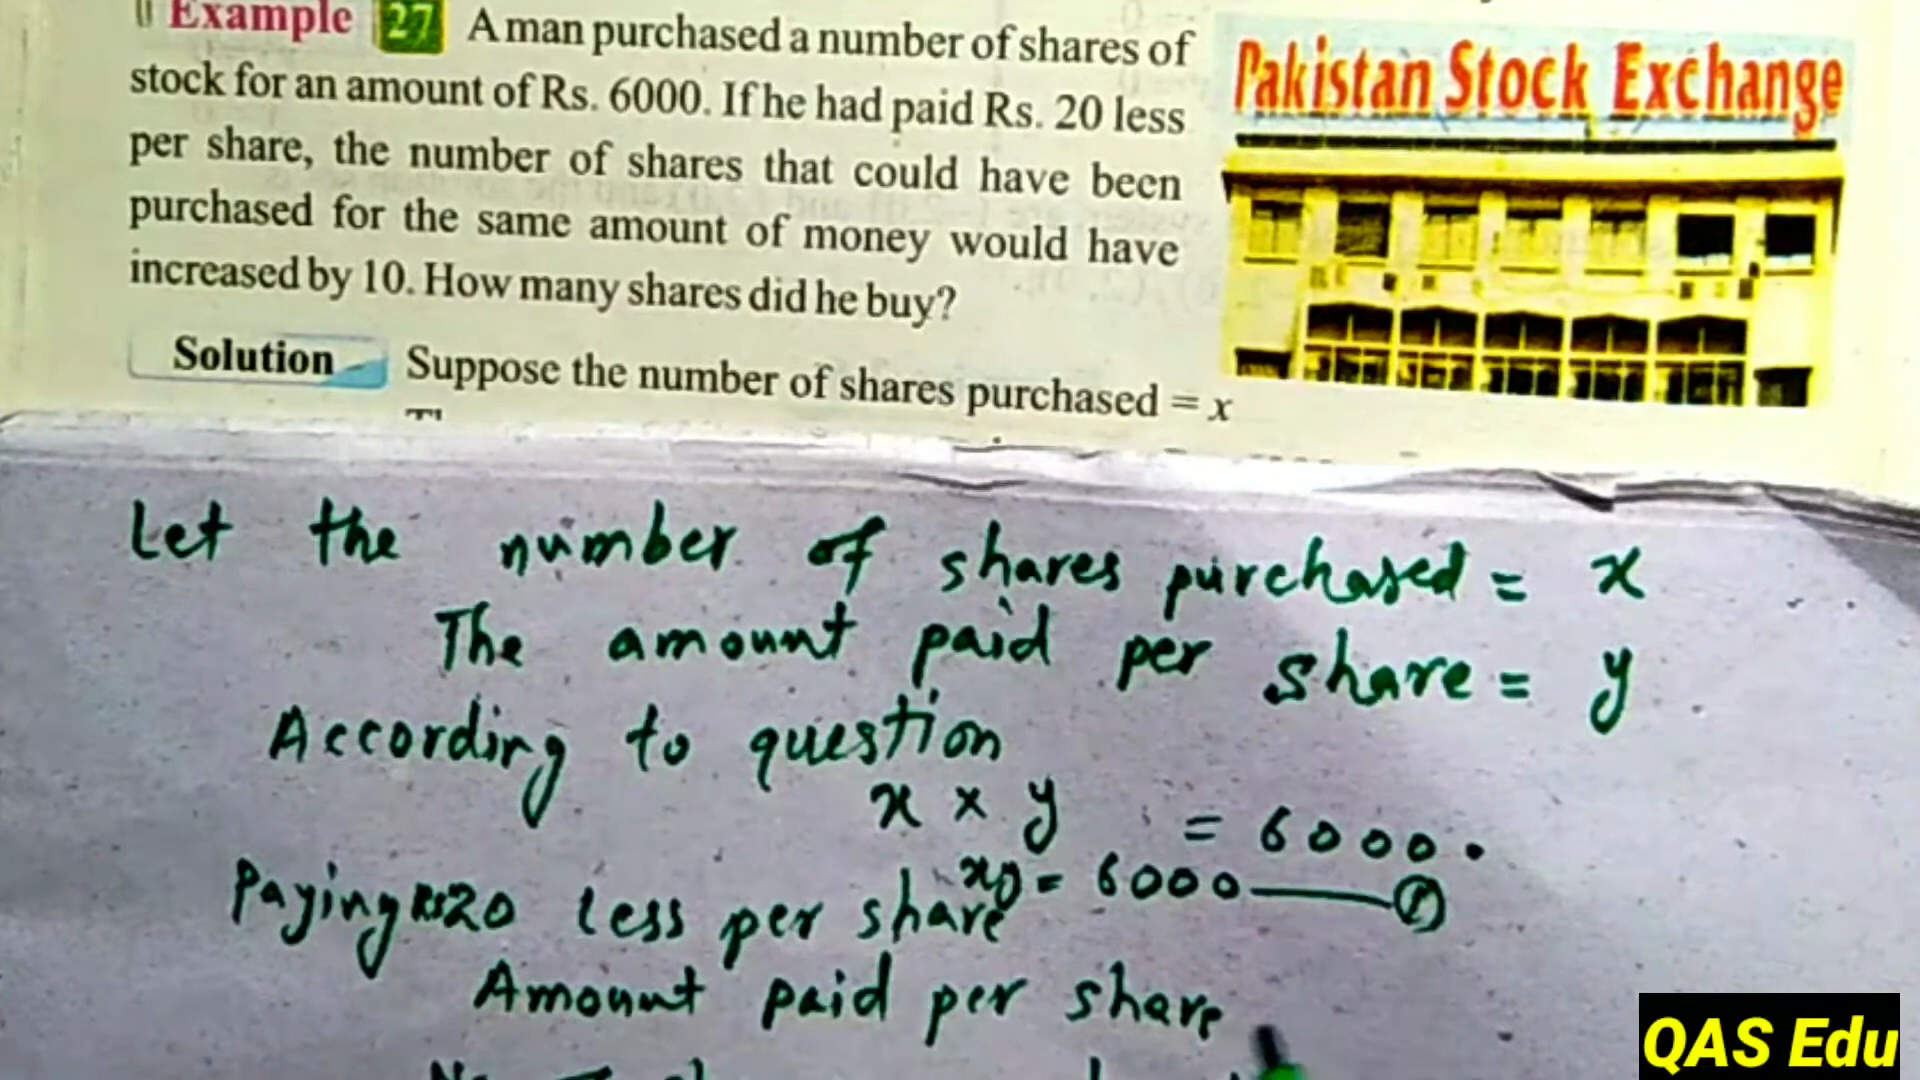 Example 27 A man purchased a number of shares of
stock for an amount of Rs. 6000. If he had paid Rs. 20 less
per share, the number of shares that could have been
purchased for the same amount of money would have
increased by 10. How many shares did he buy?
Pakistan Stock Exchange
Solution Suppose the number of shares purchased = x
Let the number of shares purchased = x
The amount paid per share = y
According to question
x × y = 6000.
xy = 6000 — ①
Paying Rs20 less per share
Amount paid per share
QAS Edu